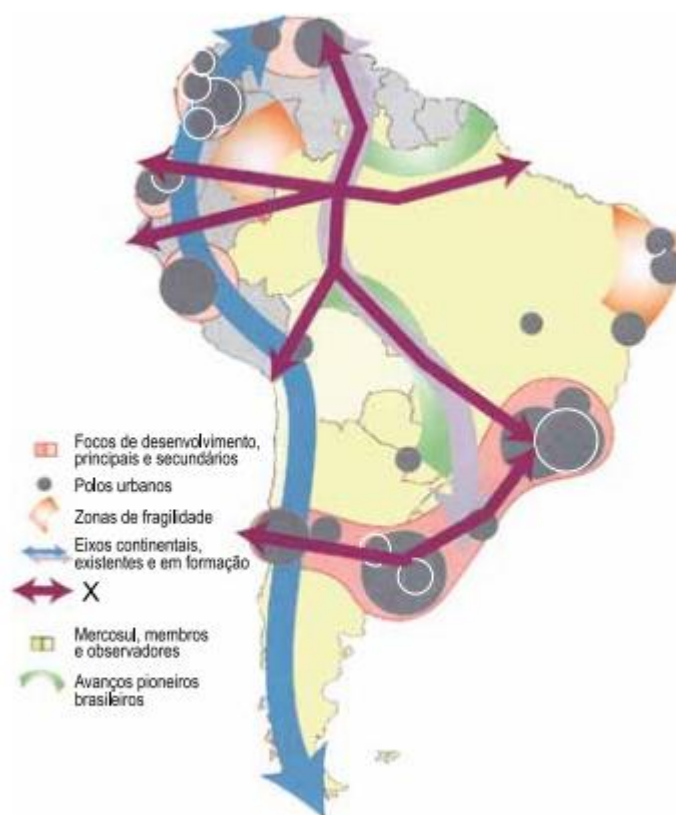 Focos de desenvolvimento,
principais e secundários
Polos urbanos
Zonas de fragilidade
Eixos continentais,
existentes e em formação
X
Mercosul, membros
e observadores
Avanços pioneiros
brasileiros